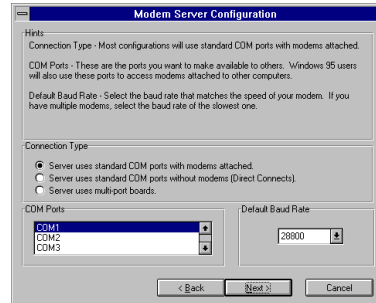 Modem Server Configuration
Hints
Connection Type - Most configurations will use standard COM ports with modems attached.
COM Ports - These are the ports you want to make available to others. Windows 95 users
will also use these ports to access modems attached to other computers.
Default Baud Rate - Select the baud rate that matches the speed of your modem. If you
have multiple modems, select the baud rate of the slowest one.
Connection Type
Server uses standard COM ports with modems attached.
Server uses standard COM ports without modems (Direct Connects).
Server uses multi-port boards.
COM Ports
COM1
COM2
COM3
Default Baud Rate
28800
< Back
Next >
Cancel